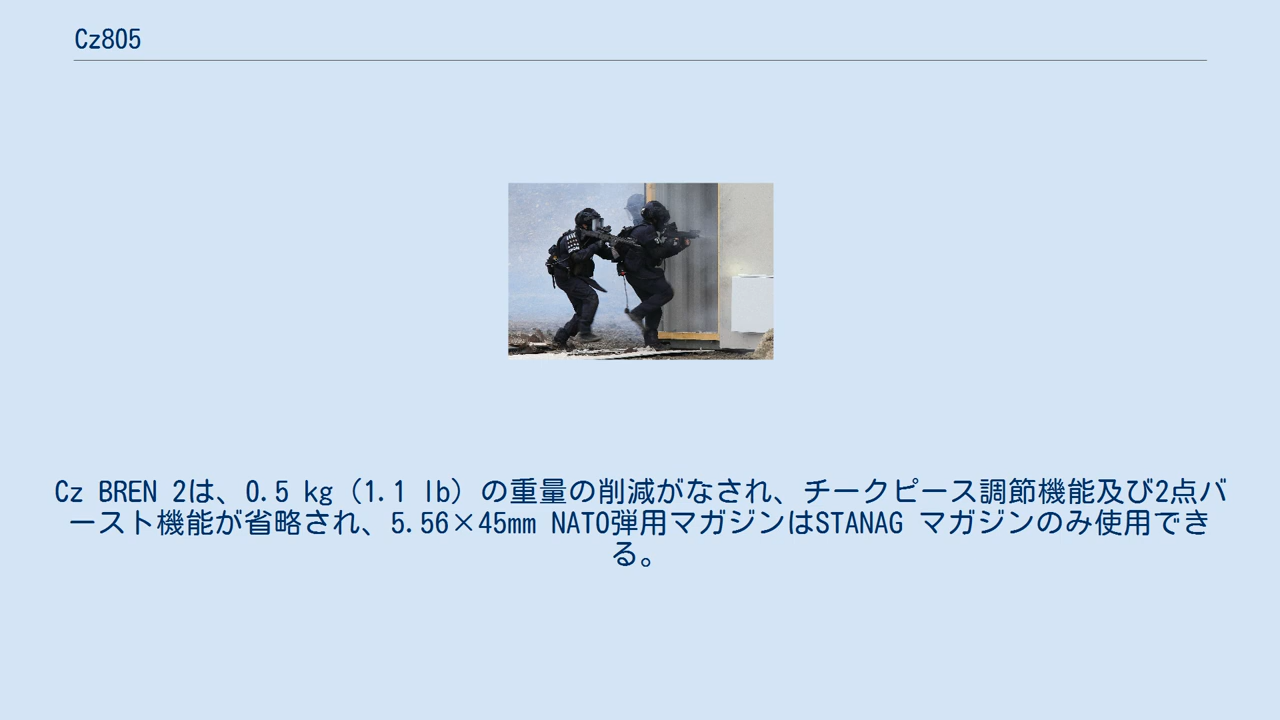 Cz805
Cz BREN 2は、0.5 kg（1.1 lb）の重量の削減がなされ、チークピース調節機能及び2点バ
ースト機能が省略され、5.56×45mm NATO弾用マガジンはSTANAG マガジンのみ使用でき
る。